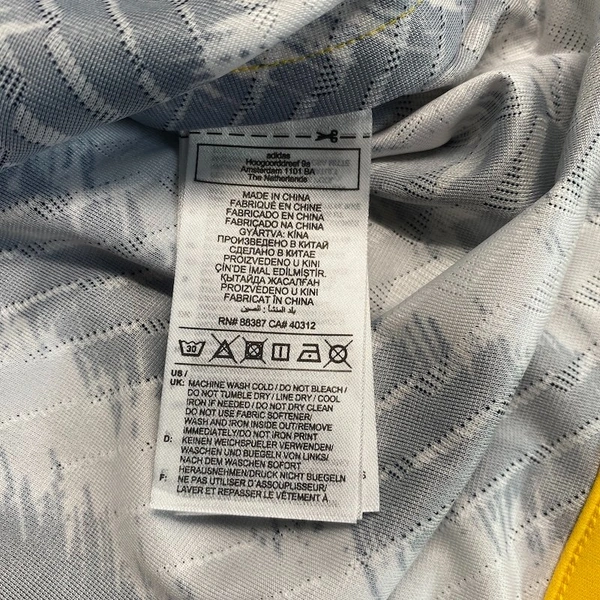 adidas
Hoogoorddreef 9a
Amsterdam 1101 BA
The Netherlands
MADE IN CHINA
FABRIQUÉ EN CHINE
FABRICADO EN CHINA
FABRICADO NA CHINA
GYÁRTVA: KÍNA
ПРОИЗВЕДЕНО В КИТАЙ
СДЕЛАНО В КИТАЕ
PROIZVEDENO U KINI
ÇİN'DE IMAL EDİLMİŞTİR.
ҚЫТАЙДА ЖАСАЛҒАН
PROIZVEDENO U KINI
FABRICAT ÎN CHINA
بلد المنشأ: الصين
RN# 88387 CA# 40312
30
US /
UK: MACHINE WASH COLD / DO NOT BLEACH /
DO NOT TUMBLE DRY / LINE DRY / COOL
IRON IF NEEDED / DO NOT DRY CLEAN
DO NOT USE FABRIC SOFTENER/
WASH AND IRON INSIDE OUT/REMOVE
IMMEDIATELY/DO NOT IRON PRINT
D: KEINEN WEICHSPUELER VERWENDEN/
WASCHEN UND BUEGELN VON LINKS/
NACH DEM WASCHEN SOFORT
HERAUSNEHMEN/DRUCK NICHT BUEGELN
F: NE PAS UTILISER D'ASSOUPLISSEUR/
LAVER ET REPASSER LE VÊTEMENT À